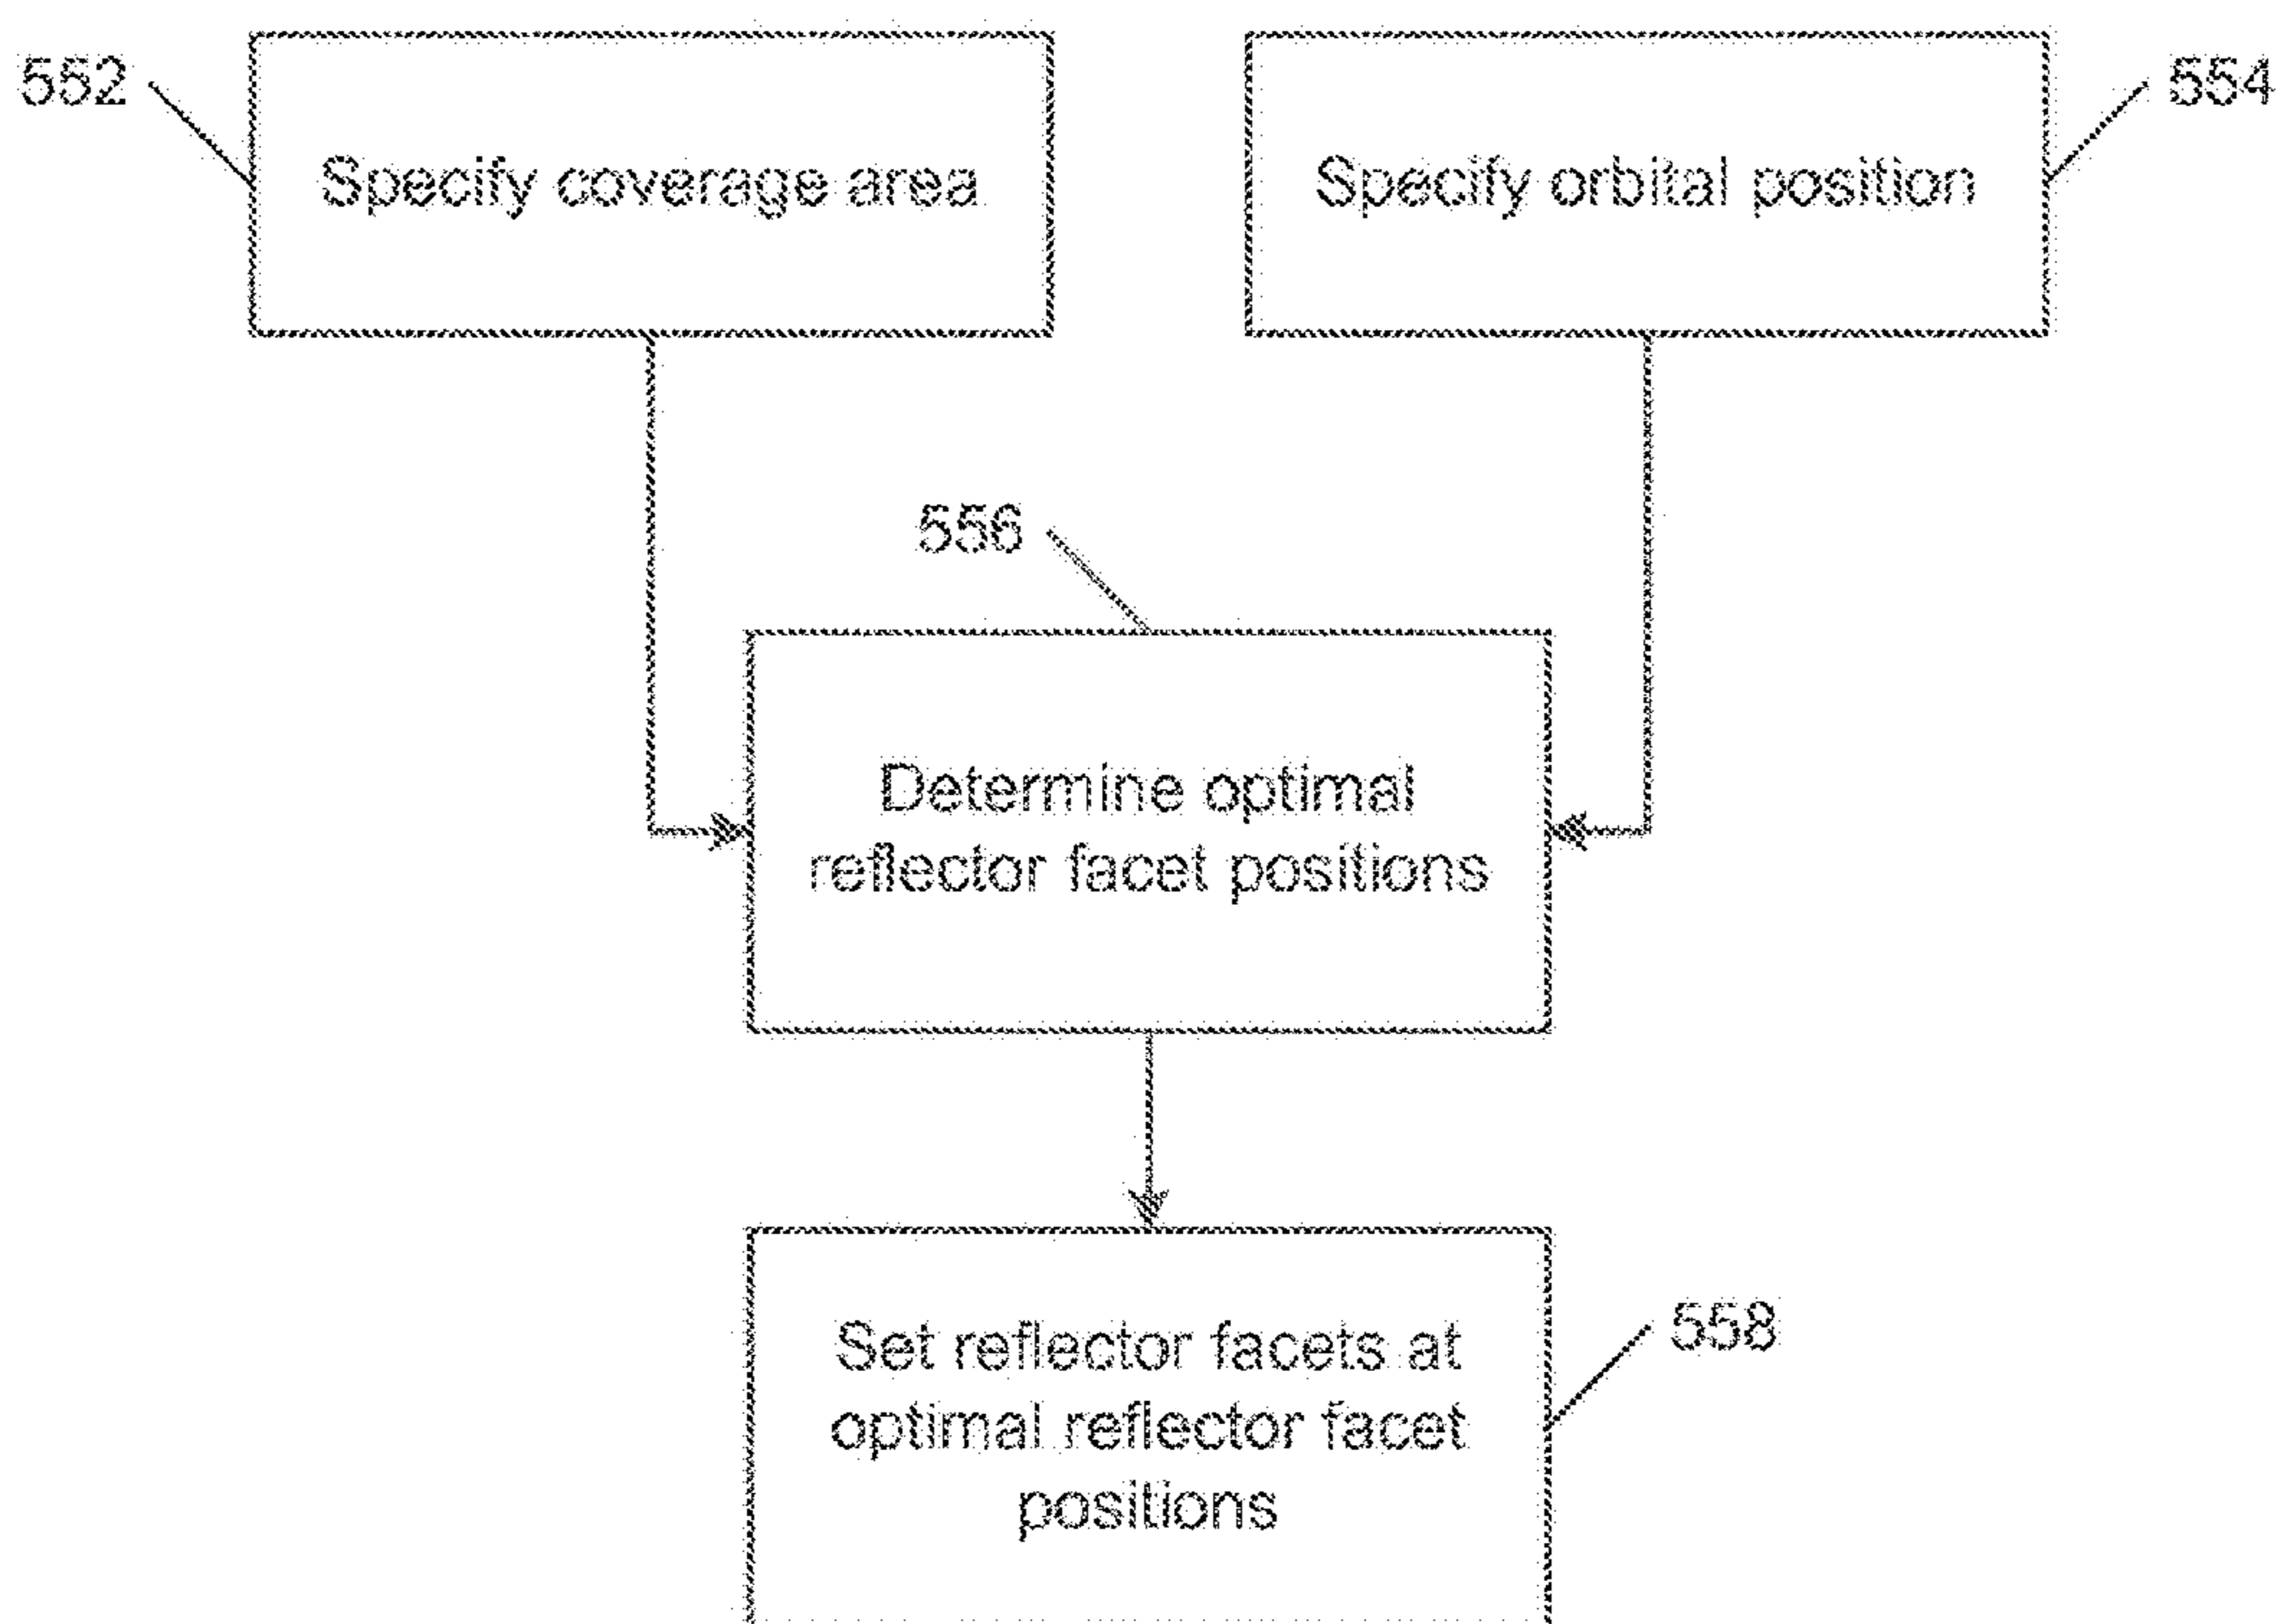 552
Specify coverage area
Specify orbital position
554
556
Determine optimal
reflector facet positions
Set reflector facets at
optimal reflector facet
positions
558